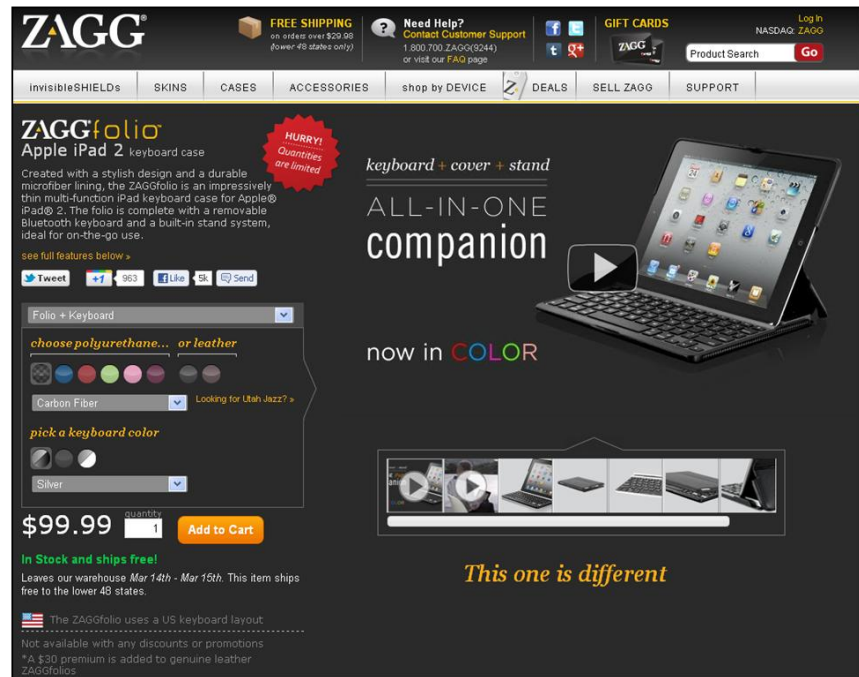 ZAGG®
FREE SHIPPING
on orders over $29.98
(lower 48 states only)
Need Help?
Contact Customer Support
1.800.700.ZAGG(9244)
or visit our FAQ page
GIFT CARDS
ZAGG
Log In
NASDAQ: ZAGG
Product Search
Go
invisibleSHIELDs SKINS CASES ACCESSORIES shop by DEVICE DEALS SELL ZAGG SUPPORT
ZAGGfolio
Apple iPad 2 keyboard case
HURRY!
Quantities
are limited
Created with a stylish design and a durable
microfiber lining, the ZAGGfolio is an impressively
thin multi-function iPad keyboard case for Apple®
iPad® 2. The folio is complete with a removable
Bluetooth keyboard and a built-in stand system,
ideal for on-the-go use.
see full features below »
Tweet +1 963 Like 5k Send
Folio + Keyboard
choose polyurethane... or leather
Carbon Fiber
Looking for Utah Jazz? »
pick a keyboard color
Silver
$99.99
quantity
1
Add to Cart
In Stock and ships free!
Leaves our warehouse Mar 14th - Mar 15th. This item ships
free to the lower 48 states.
The ZAGGfolio uses a US keyboard layout
Not available with any discounts or promotions
*A $30 premium is added to genuine leather
ZAGGfolios
keyboard + cover + stand
ALL-IN-ONE
companion
now in COLOR
This one is different